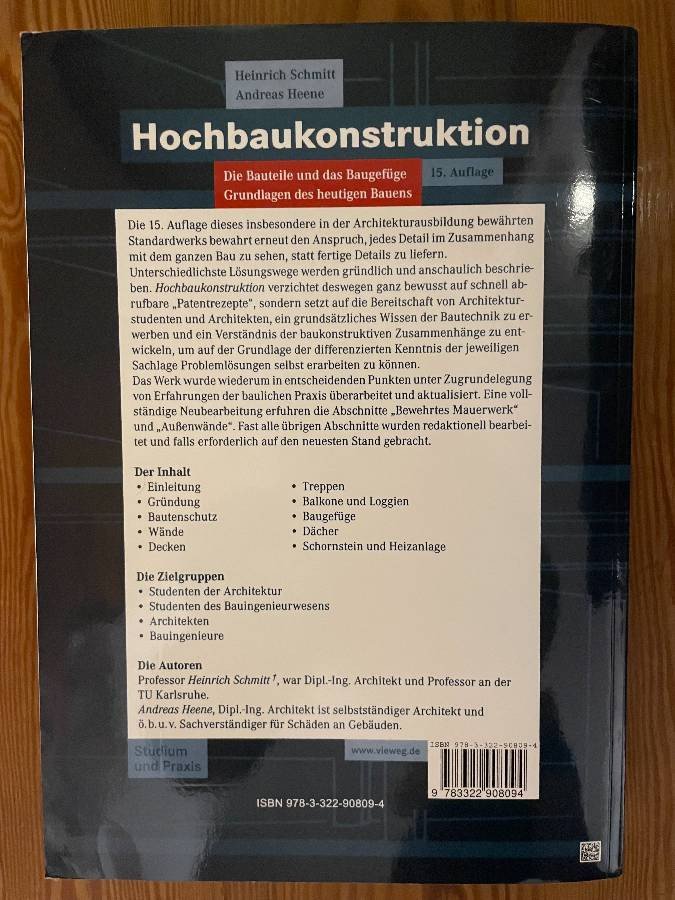 Heinrich Schmitt
Andreas Heene
Hochbaukonstruktion
Die Bauteile und das Baugefüge
Grundlagen des heutigen Bauens
15. Auflage
Die 15. Auflage dieses insbesondere in der Architekturausbildung bewährten
Standardwerks bewahrt erneut den Anspruch, jedes Detail im Zusammenhang
mit dem ganzen Bau zu sehen, statt fertige Details zu liefern.
Unterschiedlichste Lösungswege werden gründlich und anschaulich beschrie-
ben. Hochbaukonstruktion verzichtet deswegen ganz bewusst auf schnell ab-
rufbare „Patentrezepte", sondern setzt auf die Bereitschaft von Architektur-
studenten und Architekten, ein grundsätzliches Wissen der Bautechnik zu er-
werben und ein Verständnis der baukonstruktiven Zusammenhänge zu ent-
wickeln, um auf der Grundlage der differenzierten Kenntnis der jeweiligen
Sachlage Problemlösungen selbst erarbeiten zu können.
Das Werk wurde wiederum in entscheidenden Punkten unter Zugrundelegung
von Erfahrungen der baulichen Praxis überarbeitet und aktualisiert. Eine voll-
ständige Neubearbeitung erfuhren die Abschnitte „Bewehrtes Mauerwerk"
und „Außenwände". Fast alle übrigen Abschnitte wurden redaktionell bearbei-
tet und falls erforderlich auf den neuesten Stand gebracht.
Der Inhalt
• Einleitung
• Gründung
• Bautenschutz
• Wände
• Decken
• Treppen
• Balkone und Loggien
• Baugefüge
• Dächer
• Schornstein und Heizanlage
Die Zielgruppen
• Studenten der Architektur
• Studenten des Bauingenieurwesens
• Architekten
• Bauingenieure
Die Autoren
Professor Heinrich Schmitt †, war Dipl.-Ing. Architekt und Professor an der
TU Karlsruhe.
Andreas Heene, Dipl.-Ing. Architekt ist selbstständiger Architekt und
ö.b.u.v. Sachverständiger für Schäden an Gebäuden.
Studium
und Praxis
www.vieweg.de
ISBN 978-3-322-90809-4
9 783322 908094
ISBN 978-3-322-90809-4